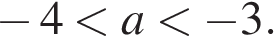 − 4 < a < −3.